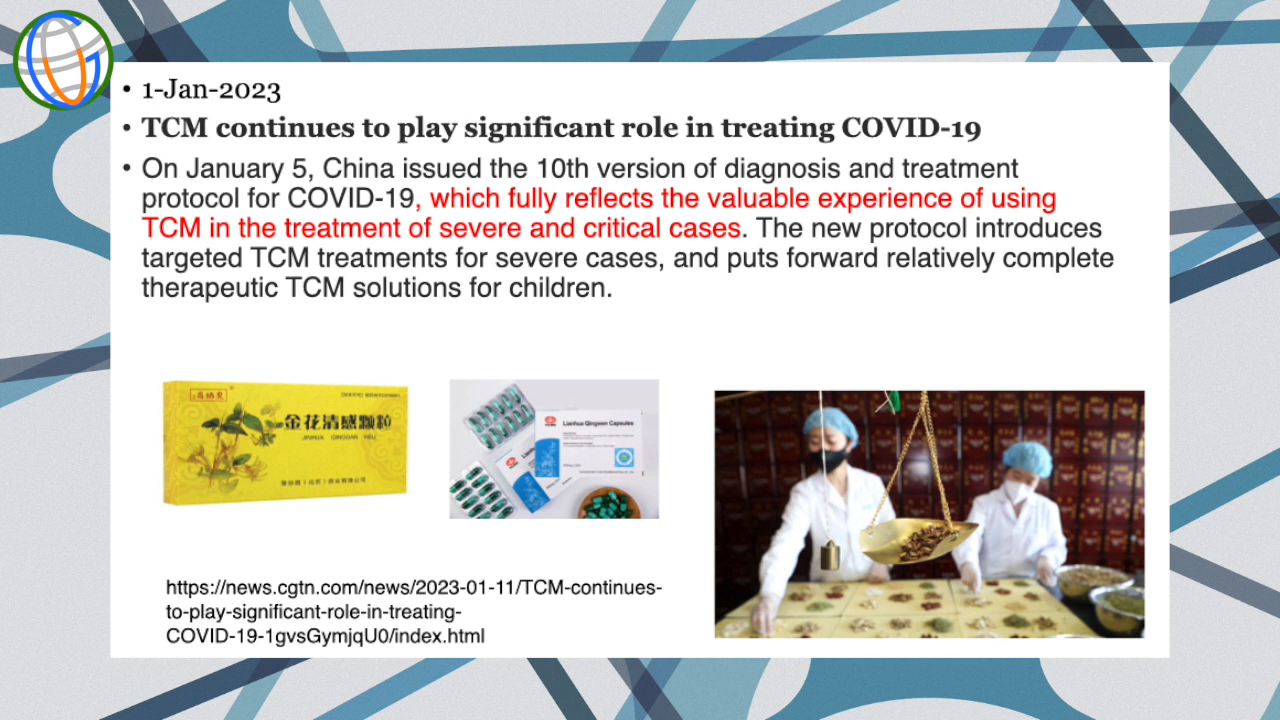 • 1-Jan-2023
• TCM continues to play significant role in treating COVID-19
• On January 5, China issued the 10th version of diagnosis and treatment
protocol for COVID-19, which fully reflects the valuable experience of using
TCM in the treatment of severe and critical cases. The new protocol introduces
targeted TCM treatments for severe cases, and puts forward relatively complete
therapeutic TCM solutions for children.
金花清感颗粒
JINHUA QINGGAN KELI
Lianhua Qingwen Capsules
https://news.cgtn.com/news/2023-01-11/TCM-continues-
to-play-significant-role-in-treating-
COVID-19-1gvsGymjqU0/index.html